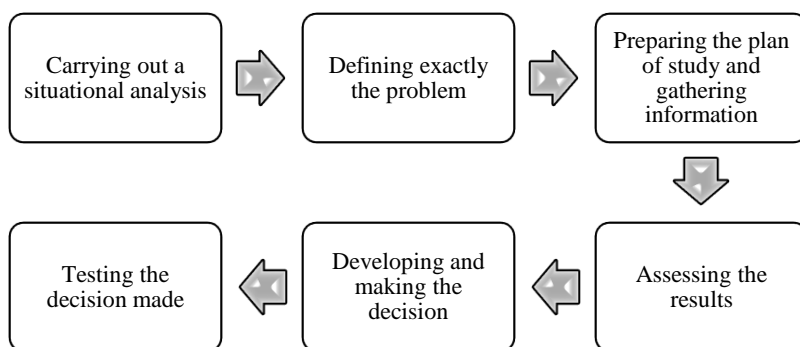 Carrying out a
situational analysis
Defining exactly
the problem
Preparing the plan
of study and
gathering
information
Assessing the
results
Developing and
making the
decision
Testing the
decision made